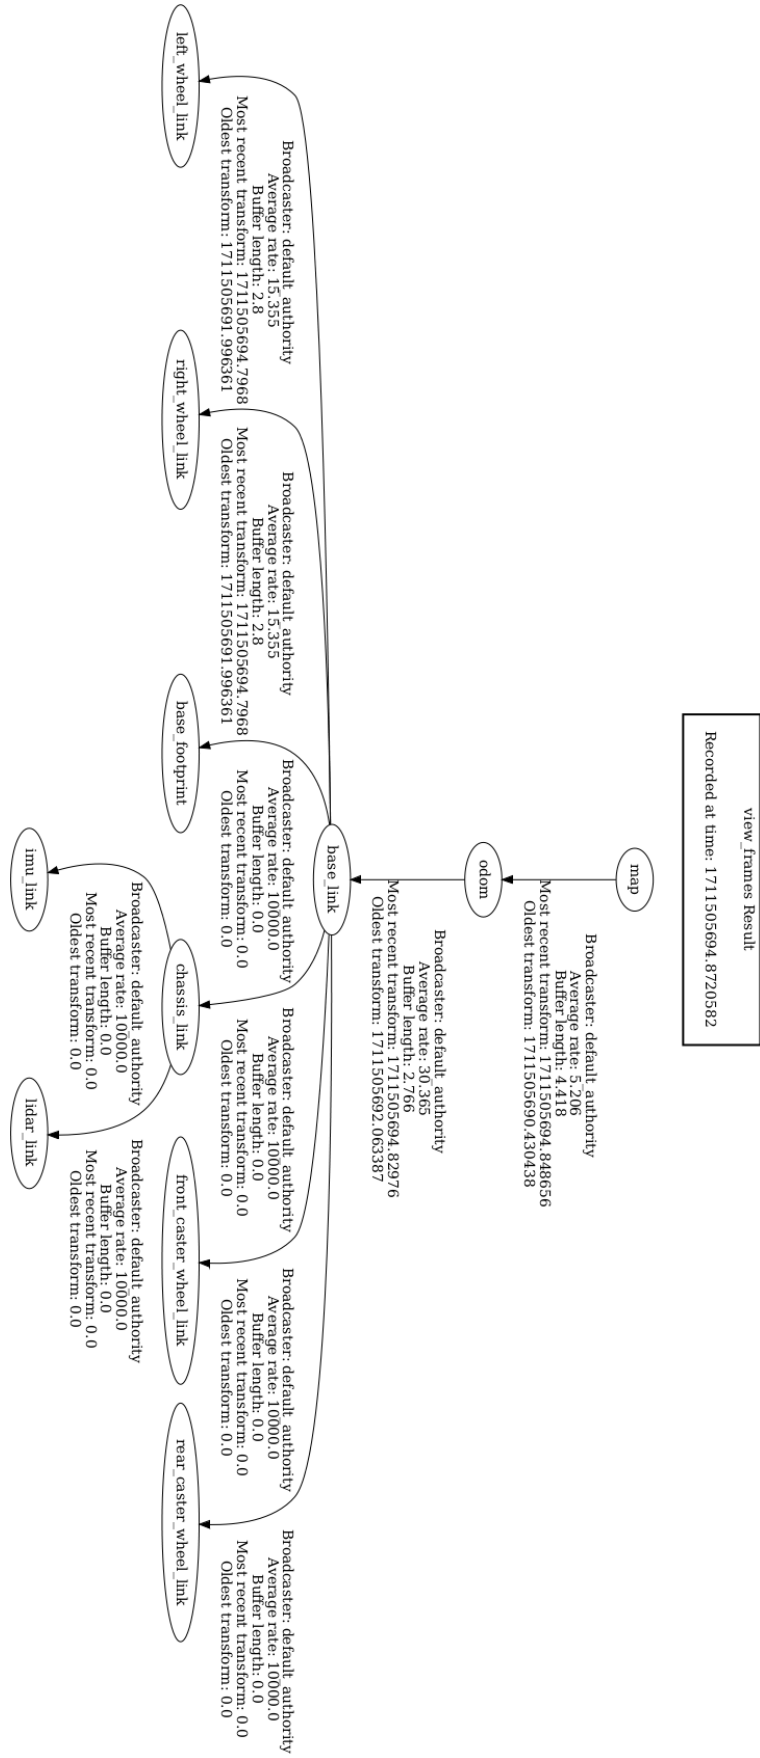 view_frames Result
Recorded at time: 1711505694.8720582
map
Broadcaster: default_authority
Average rate: 5.206
Buffer length: 4.418
Most recent transform: 1711505694.848656
Oldest transform: 1711505690.430438
odom
Broadcaster: default_authority
Average rate: 30.365
Buffer length: 2.766
Most recent transform: 1711505694.82976
Oldest transform: 1711505692.063387
base_link
Broadcaster: default_authority
Average rate: 15.355
Buffer length: 2.8
Most recent transform: 1711505694.7968
Oldest transform: 1711505691.996361
Broadcaster: default_authority
Average rate: 15.355
Buffer length: 2.8
Most recent transform: 1711505694.7968
Oldest transform: 1711505691.996361
Broadcaster: default_authority
Average rate: 10000.0
Buffer length: 0.0
Most recent transform: 0.0
Oldest transform: 0.0
Broadcaster: default_authority
Average rate: 10000.0
Buffer length: 0.0
Most recent transform: 0.0
Oldest transform: 0.0
Broadcaster: default_authority
Average rate: 10000.0
Buffer length: 0.0
Most recent transform: 0.0
Oldest transform: 0.0
Broadcaster: default_authority
Average rate: 10000.0
Buffer length: 0.0
Most recent transform: 0.0
Oldest transform: 0.0
left_wheel_link
right_wheel_link
base_footprint
chassis_link
front_caster_wheel_link
rear_caster_wheel_link
Broadcaster: default_authority
Average rate: 10000.0
Buffer length: 0.0
Most recent transform: 0.0
Oldest transform: 0.0
Broadcaster: default_authority
Average rate: 10000.0
Buffer length: 0.0
Most recent transform: 0.0
Oldest transform: 0.0
imu_link
lidar_link